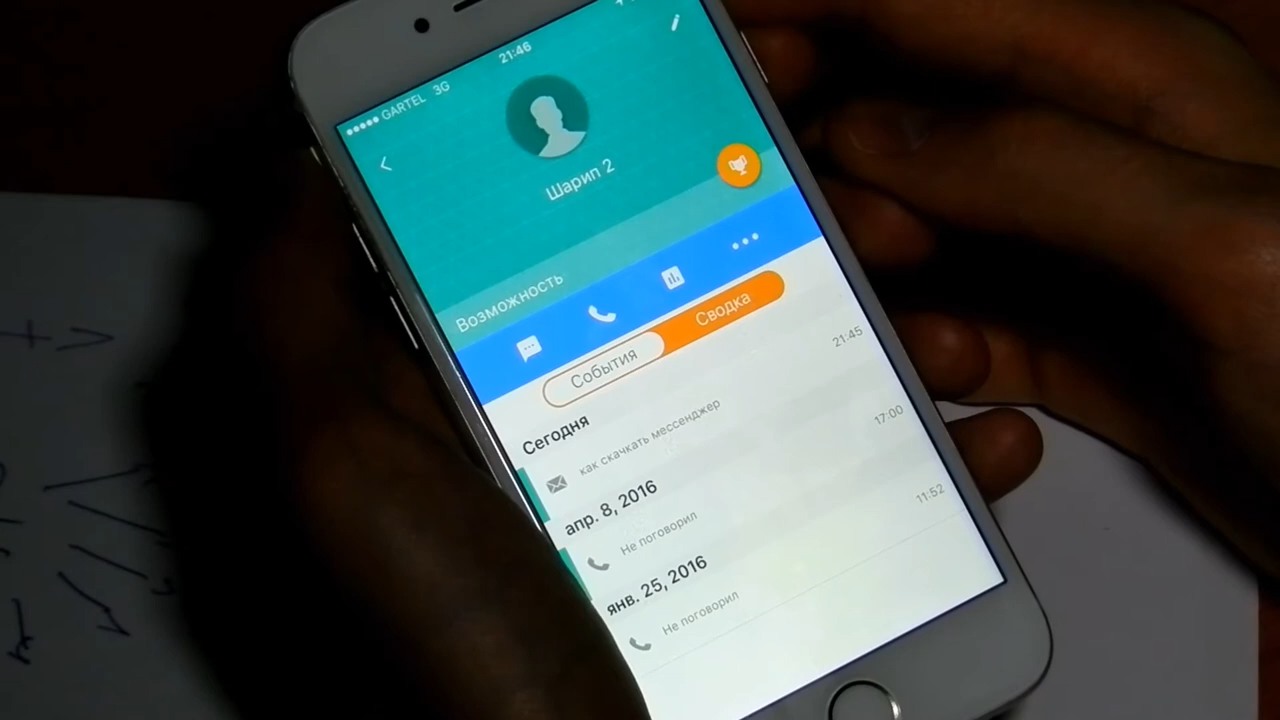 GARTEL 3G 21:46
Шарип 2
Возможность
События Сводка
Сегодня
как скачкать мессенджер 21:45
апр. 8, 2016
Не поговорил 17:00
янв. 25, 2016
Не поговорил 11:52